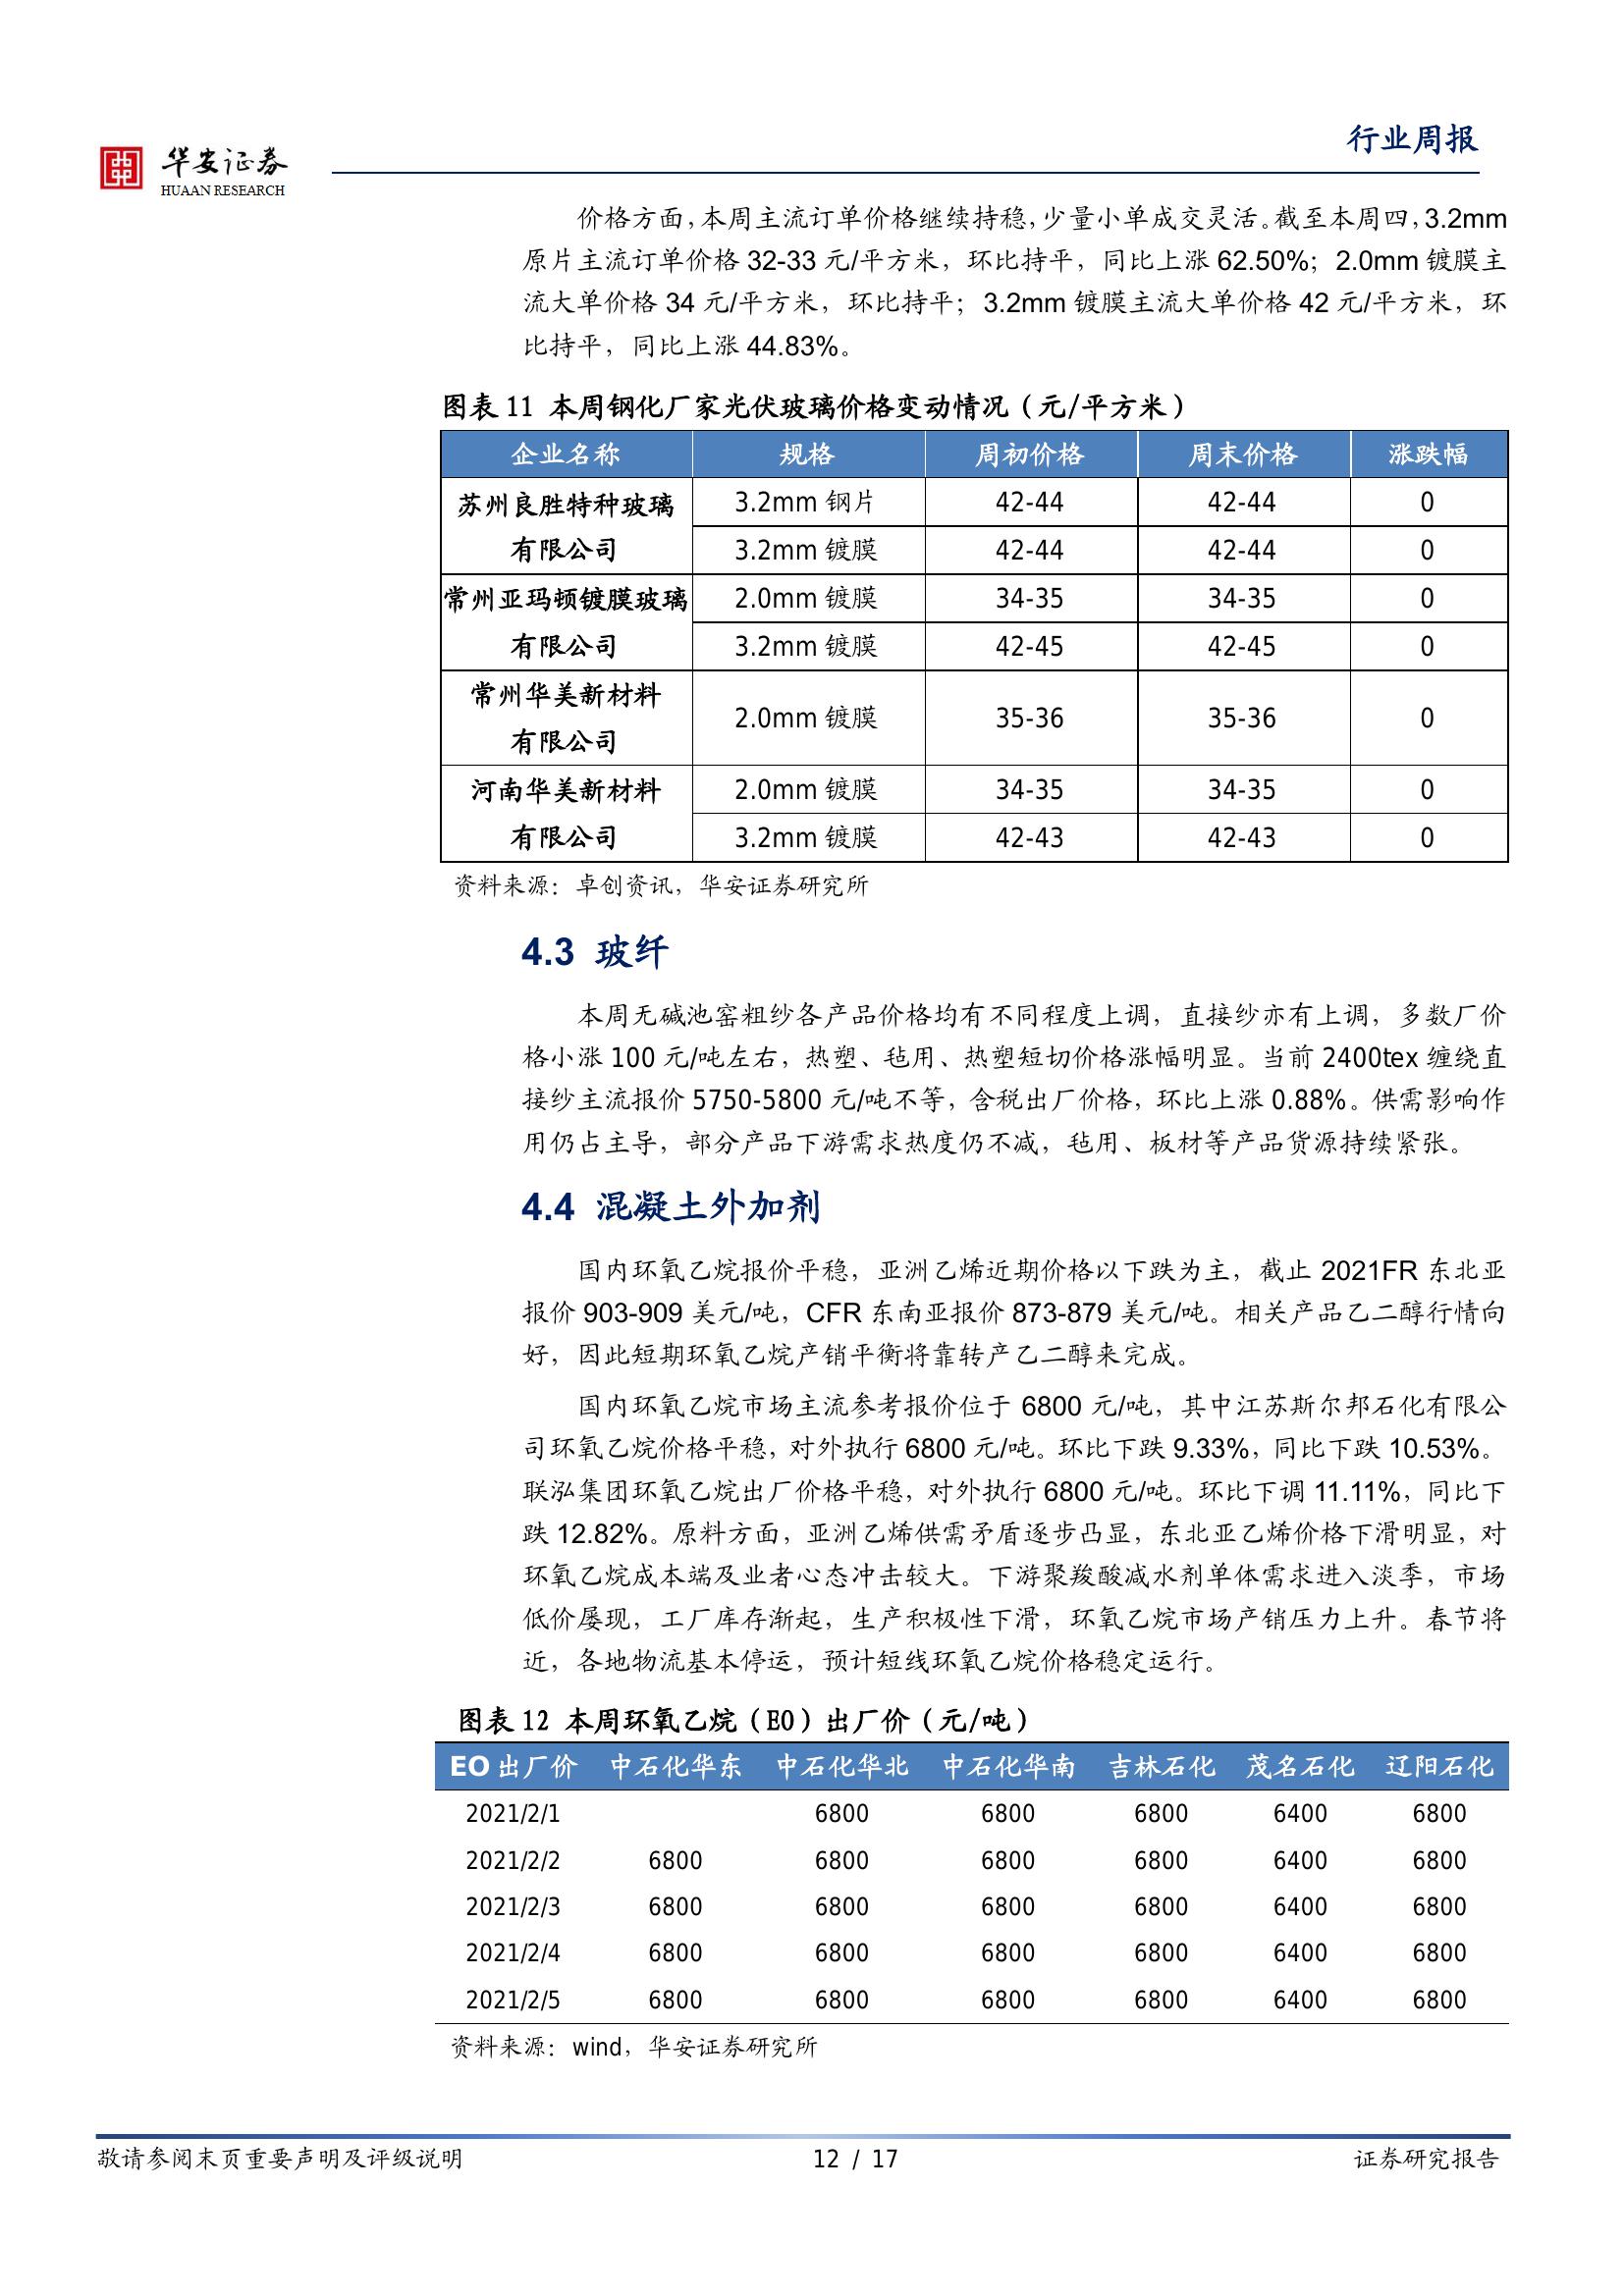 行业周报
华安证券
HUAAN RESEARCH
价格方面，本周主流订单价格继续持稳，少量小单成交灵活。截至本周四，3.2mm
原片主流订单价格 32-33 元/平方米，环比持平，同比上涨 62.50%；2.0mm 镀膜主
流大单价格 34 元/平方米，环比持平；3.2mm 镀膜主流大单价格 42 元/平方米，环
比持平，同比上涨 44.83%。
图表 11 本周钢化厂家光伏玻璃价格变动情况（元/平方米）
企业名称 规格 周初价格 周末价格 涨跌幅
苏州良胜特种玻璃
有限公司
3.2mm 钢片 42-44 42-44 0
3.2mm 镀膜 42-44 42-44 0
常州亚玛顿镀膜玻璃
有限公司
2.0mm 镀膜 34-35 34-35 0
3.2mm 镀膜 42-45 42-45 0
常州华美新材料
有限公司
2.0mm 镀膜 35-36 35-36 0
河南华美新材料
有限公司
2.0mm 镀膜 34-35 34-35 0
3.2mm 镀膜 42-43 42-43 0
资料来源：卓创资讯，华安证券研究所
4.3 玻纤
本周无碱池窑粗纱各产品价格均有不同程度上调，直接纱亦有上调，多数厂价
格小涨 100 元/吨左右，热塑、毡用、热塑短切价格涨幅明显。当前 2400tex 缠绕直
接纱主流报价 5750-5800 元/吨不等，含税出厂价格，环比上涨 0.88%。供需影响作
用仍占主导，部分产品下游需求热度仍不减，毡用、板材等产品货源持续紧张。
4.4 混凝土外加剂
国内环氧乙烷报价平稳，亚洲乙烯近期价格以下跌为主，截止 2021FR 东北亚
报价 903-909 美元/吨，CFR 东南亚报价 873-879 美元/吨。相关产品乙二醇行情向
好，因此短期环氧乙烷产销平衡将靠转产乙二醇来完成。
国内环氧乙烷市场主流参考报价位于 6800 元/吨，其中江苏斯尔邦石化有限公
司环氧乙烷价格平稳，对外执行 6800 元/吨。环比下跌 9.33%，同比下跌 10.53%。
联泓集团环氧乙烷出厂价格平稳，对外执行 6800 元/吨。环比下调 11.11%，同比下
跌 12.82%。原料方面，亚洲乙烯供需矛盾逐步凸显，东北亚乙烯价格下滑明显，对
环氧乙烷成本端及业者心态冲击较大。下游聚羧酸减水剂单体需求进入淡季，市场
低价屡现，工厂库存渐起，生产积极性下滑，环氧乙烷市场产销压力上升。春节将
近，各地物流基本停运，预计短线环氧乙烷价格稳定运行。
图表 12 本周环氧乙烷（EO）出厂价（元/吨）
EO 出厂价 中石化华东 中石化华北 中石化华南 吉林石化 茂名石化 辽阳石化
2021/2/1 6800 6800 6800 6400 6800
2021/2/2 6800 6800 6800 6800 6400 6800
2021/2/3 6800 6800 6800 6800 6400 6800
2021/2/4 6800 6800 6800 6800 6400 6800
2021/2/5 6800 6800 6800 6800 6400 6800
资料来源：wind，华安证券研究所
敬请参阅末页重要声明及评级说明 12 / 17 证券研究报告